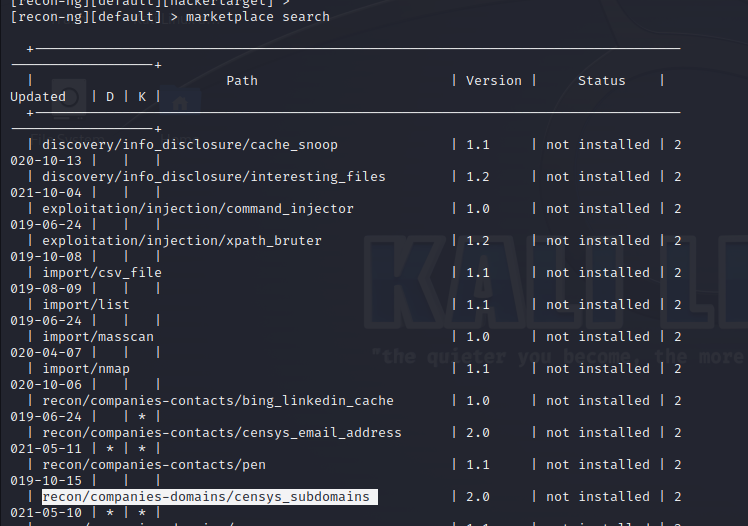 [recon-ng][default][hackertarget] >
[recon-ng][default] > marketplace search
+---------------------------------------------------------------------------------
------------------+
| Path | Version | Status |
Updated | D | K |
+---------------------------------------------------------------------------------
------------------+
| discovery/info_disclosure/cache_snoop | 1.1 | not installed | 2
020-10-13 | | |
| discovery/info_disclosure/interesting_files | 1.2 | not installed | 2
021-10-04 | | |
| exploitation/injection/command_injector | 1.0 | not installed | 2
019-06-24 | | |
| exploitation/injection/xpath_bruter | 1.2 | not installed | 2
019-10-08 | | |
| import/csv_file | 1.1 | not installed | 2
019-08-09 | | |
| import/list | 1.1 | not installed | 2
019-06-24 | | |
| import/masscan | 1.0 | not installed | 2
020-04-07 | | |
| import/nmap | 1.1 | not installed | 2
020-10-06 | | |
| recon/companies-contacts/bing_linkedin_cache | 1.0 | not installed | 2
019-06-24 | | * |
| recon/companies-contacts/censys_email_address | 2.0 | not installed | 2
021-05-11 | * | * |
| recon/companies-contacts/pen | 1.1 | not installed | 2
019-10-15 | | |
| recon/companies-domains/censys_subdomains | 2.0 | not installed | 2
021-05-10 | * | * |
KALI LI
"the quieter you become, the more